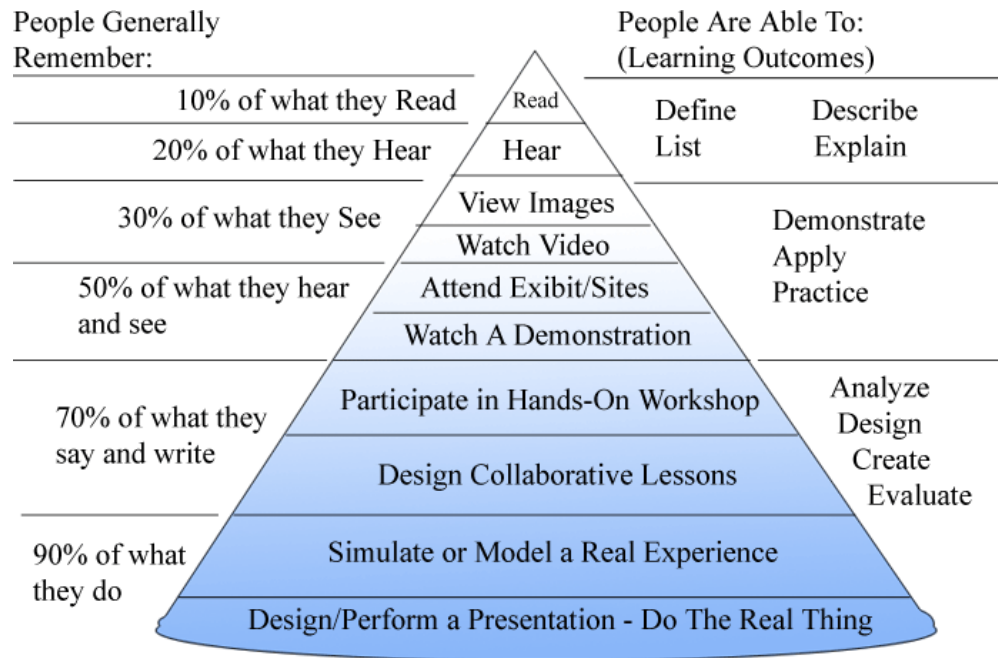 People Generally
Remember:
10% of what they Read
20% of what they Hear
30% of what they See
50% of what they hear
and see
70% of what they
say and write
90% of what
they do
Read
Hear
View Images
Watch Video
Attend Exibit/Sites
Watch A Demonstration
Participate in Hands-On Workshop
Design Collaborative Lessons
Simulate or Model a Real Experience
Design/Perform a Presentation - Do The Real Thing
People Are Able To:
(Learning Outcomes)
Define Describe
List Explain
Demonstrate
Apply
Practice
Analyze
Design
Create
Evaluate